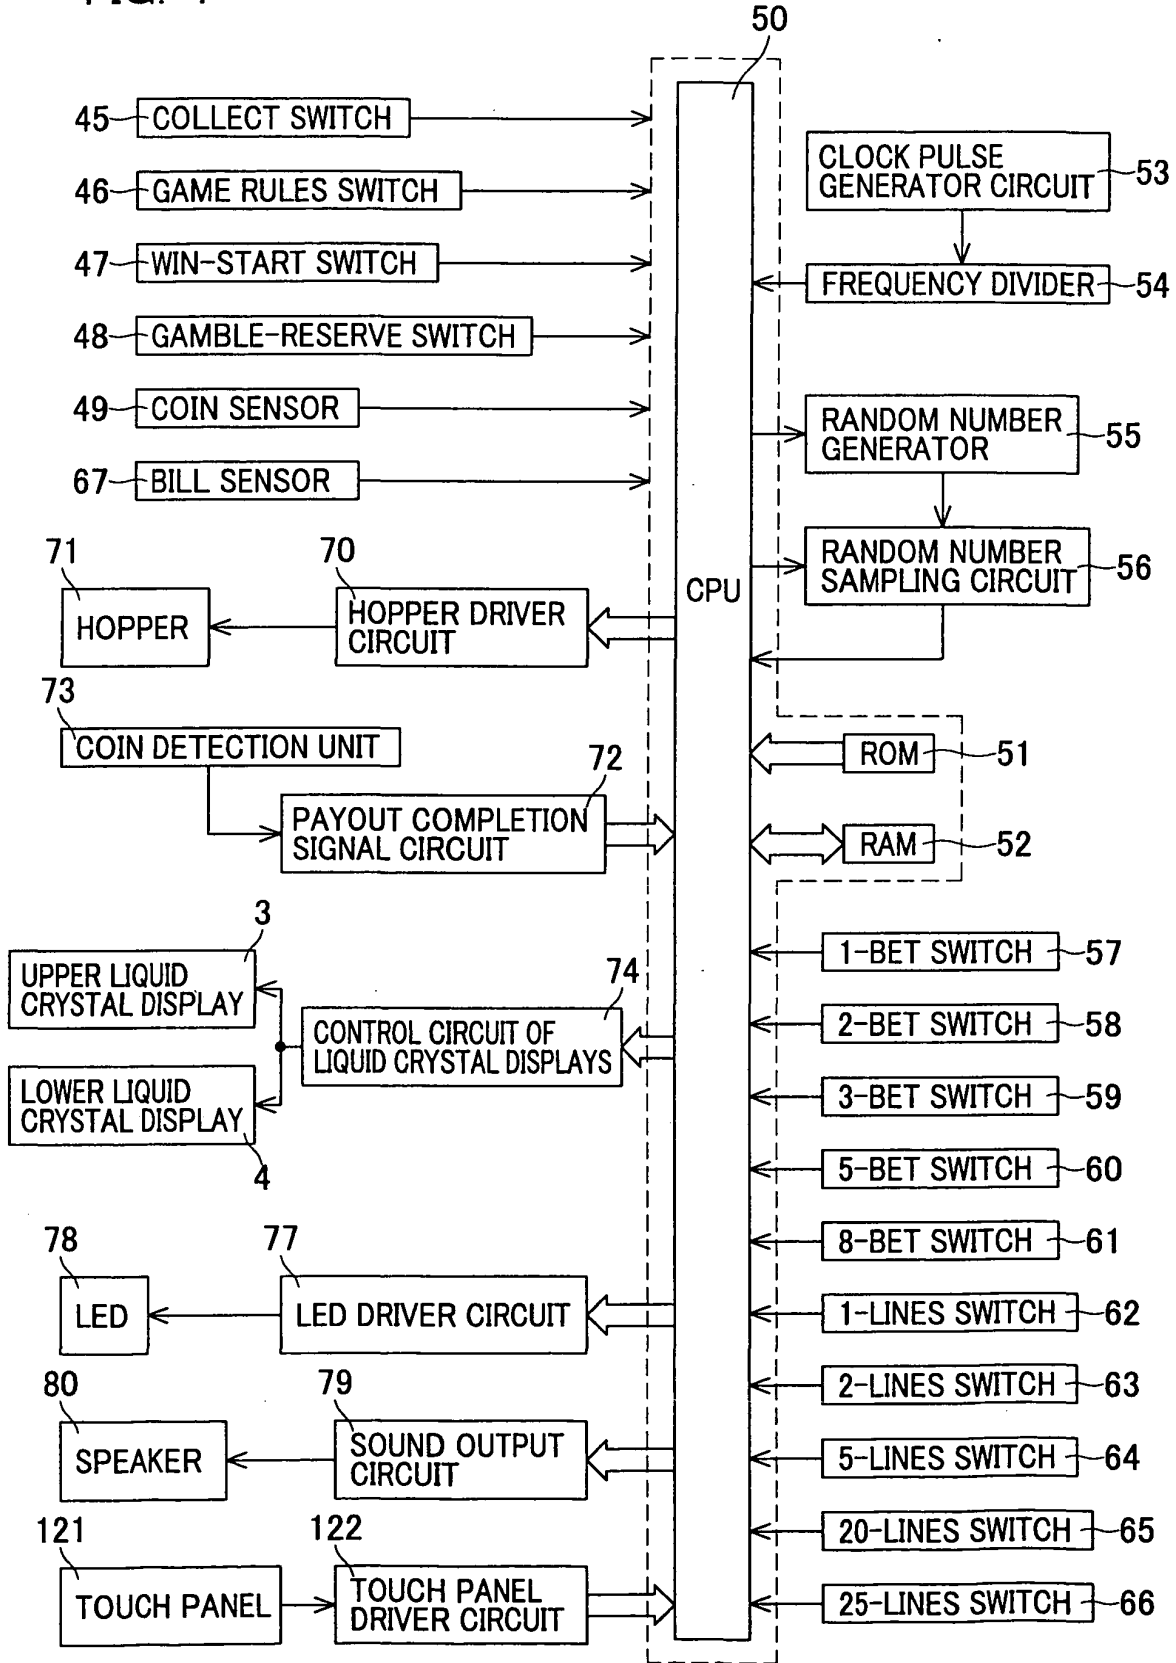 50
45
COLLECT SWITCH
46
GAME RULES SWITCH
47
WIN-START SWITCH
48
GAMBLE-RESERVE SWITCH
49
COIN SENSOR
67
BILL SENSOR
CLOCK PULSE
GENERATOR CIRCUIT
53
FREQUENCY DIVIDER
54
RANDOM NUMBER
GENERATOR
55
RANDOM NUMBER
SAMPLING CIRCUIT
56
CPU
71
HOPPER
70
HOPPER DRIVER
CIRCUIT
73
COIN DETECTION UNIT
72
PAYOUT COMPLETION
SIGNAL CIRCUIT
ROM
51
RAM
52
3
UPPER LIQUID
CRYSTAL DISPLAY
LOWER LIQUID
CRYSTAL DISPLAY
4
74
CONTROL CIRCUIT OF
LIQUID CRYSTAL DISPLAYS
1-BET SWITCH
57
2-BET SWITCH
58
3-BET SWITCH
59
5-BET SWITCH
60
8-BET SWITCH
61
1-LINES SWITCH
62
2-LINES SWITCH
63
5-LINES SWITCH
64
20-LINES SWITCH
65
25-LINES SWITCH
66
78
LED
77
LED DRIVER CIRCUIT
80
SPEAKER
79
SOUND OUTPUT
CIRCUIT
121
TOUCH PANEL
122
TOUCH PANEL
DRIVER CIRCUIT